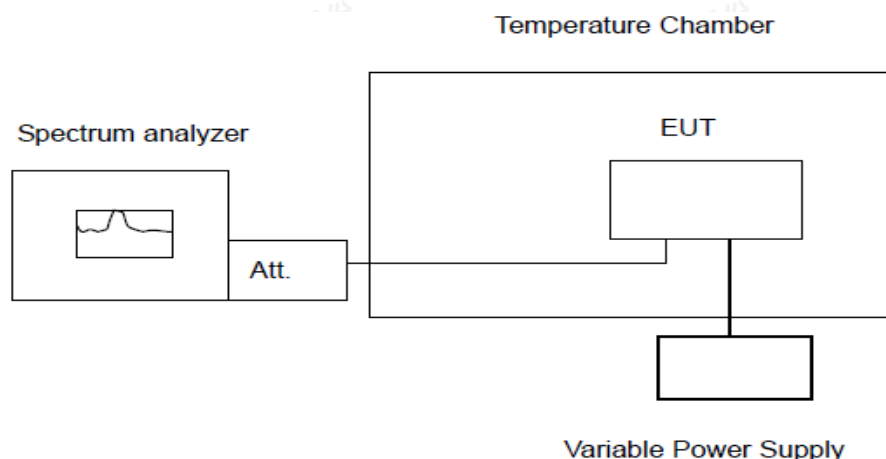 Temperature Chamber
Spectrum analyzer
EUT
Att.
Variable Power Supply